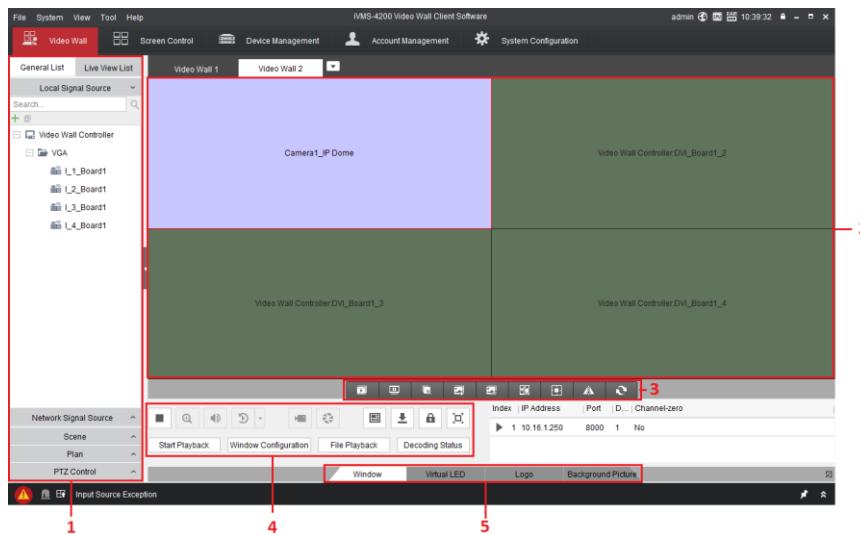 File System View Tool Help
iVMS-4200 Video Wall Client Software
admin 10:39:32
Video Wall Screen Control Device Management Account Management System Configuration
General List Live View List
Video Wall 1 Video Wall 2
Local Signal Source
Search...
Video Wall Controller
VGA
I_1_Board1
I_2_Board1
I_3_Board1
I_4_Board1
Camera1_IP Dome
Video Wall Controller:DVI_Board1_2
Video Wall Controller:DVI_Board1_3
Video Wall Controller:DVI_Board1_4
3
Network Signal Source
Scene
Plan
PTZ Control
Start Playback Window Configuration File Playback Decoding Status
Index IP Address Port D... Channel-zero
1 10.16.1.250 8000 1 No
Window Virtual LED Logo Background Picture
Input Source Exception
1
4
5